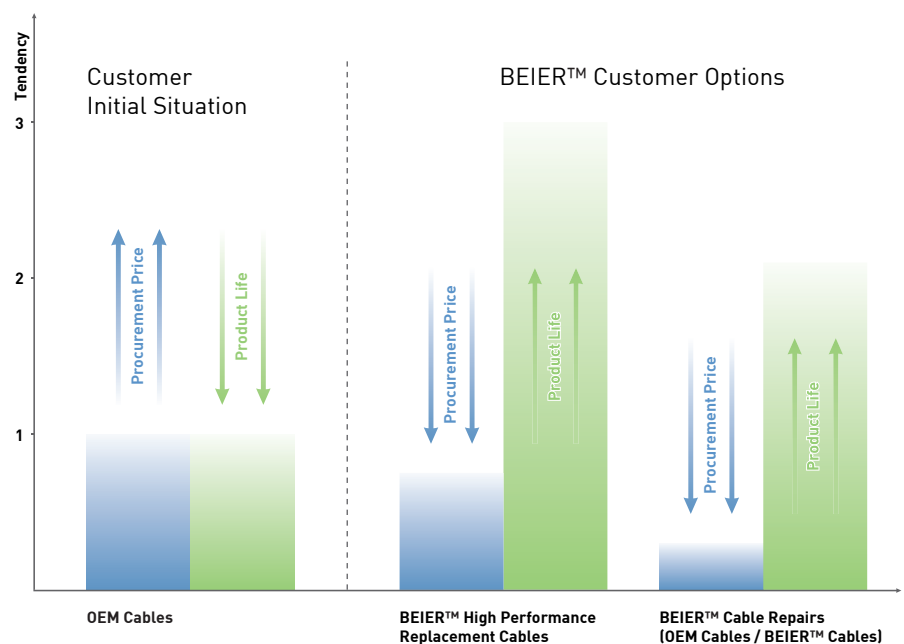 Tendency
3
2
1
Customer
Initial Situation
BEIER™ Customer Options
Procurement Price
Product Life
Procurement Price
Product Life
Procurement Price
Product Life
OEM Cables
BEIER™ High Performance
Replacement Cables
BEIER™ Cable Repairs
(OEM Cables / BEIER™ Cables)